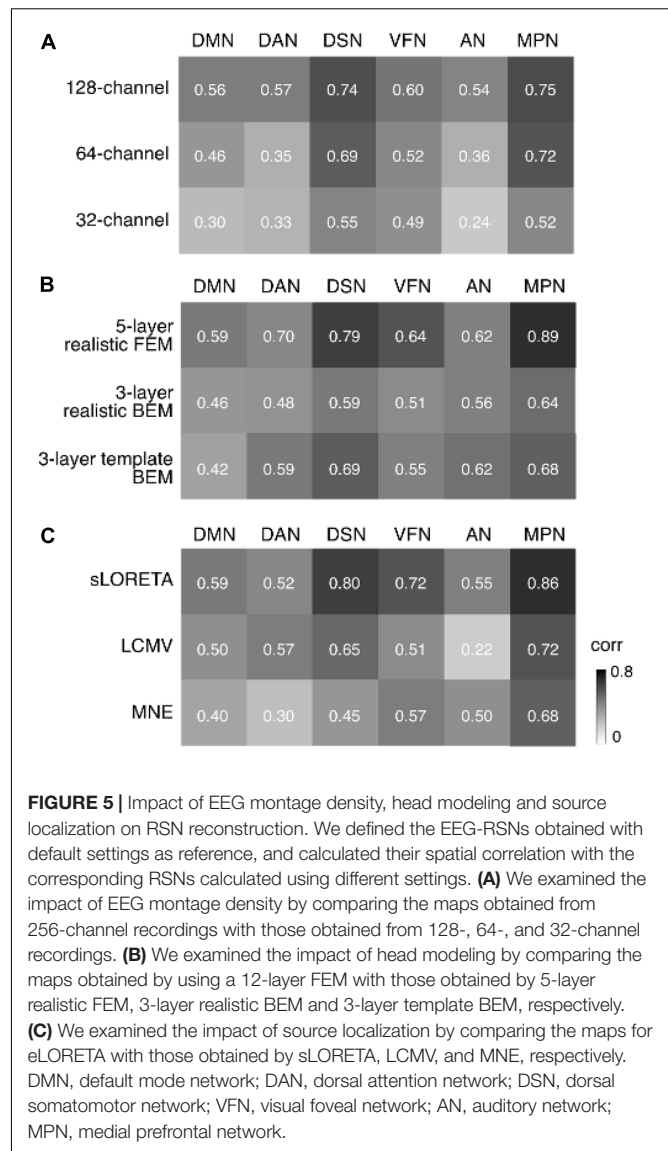 A
DMN DAN DSN VFN AN MPN
128-channel 0.56 0.57 0.74 0.60 0.54 0.75
64-channel 0.46 0.35 0.69 0.52 0.36 0.72
32-channel 0.30 0.33 0.55 0.49 0.24 0.52
B
DMN DAN DSN VFN AN MPN
5-layer
realistic FEM 0.59 0.70 0.79 0.64 0.62 0.89
3-layer
realistic BEM 0.46 0.48 0.59 0.51 0.56 0.64
3-layer template
BEM 0.42 0.59 0.69 0.55 0.62 0.68
C
DMN DAN DSN VFN AN MPN
sLORETA 0.59 0.52 0.80 0.72 0.55 0.86
LCMV 0.50 0.57 0.65 0.51 0.22 0.72
MNE 0.40 0.30 0.45 0.57 0.50 0.68
corr
0.8
0
FIGURE 5 | Impact of EEG montage density, head modeling and source
localization on RSN reconstruction. We defined the EEG-RSNs obtained with
default settings as reference, and calculated their spatial correlation with the
corresponding RSNs calculated using different settings. (A) We examined the
impact of EEG montage density by comparing the maps obtained from
256-channel recordings with those obtained from 128-, 64-, and 32-channel
recordings. (B) We examined the impact of head modeling by comparing the
maps obtained by using a 12-layer FEM with those obtained by 5-layer
realistic FEM, 3-layer realistic BEM and 3-layer template BEM, respectively.
(C) We examined the impact of source localization by comparing the maps for
eLORETA with those obtained by sLORETA, LCMV, and MNE, respectively.
DMN, default mode network; DAN, dorsal attention network; DSN, dorsal
somatomotor network; VFN, visual foveal network; AN, auditory network;
MPN, medial prefrontal network.